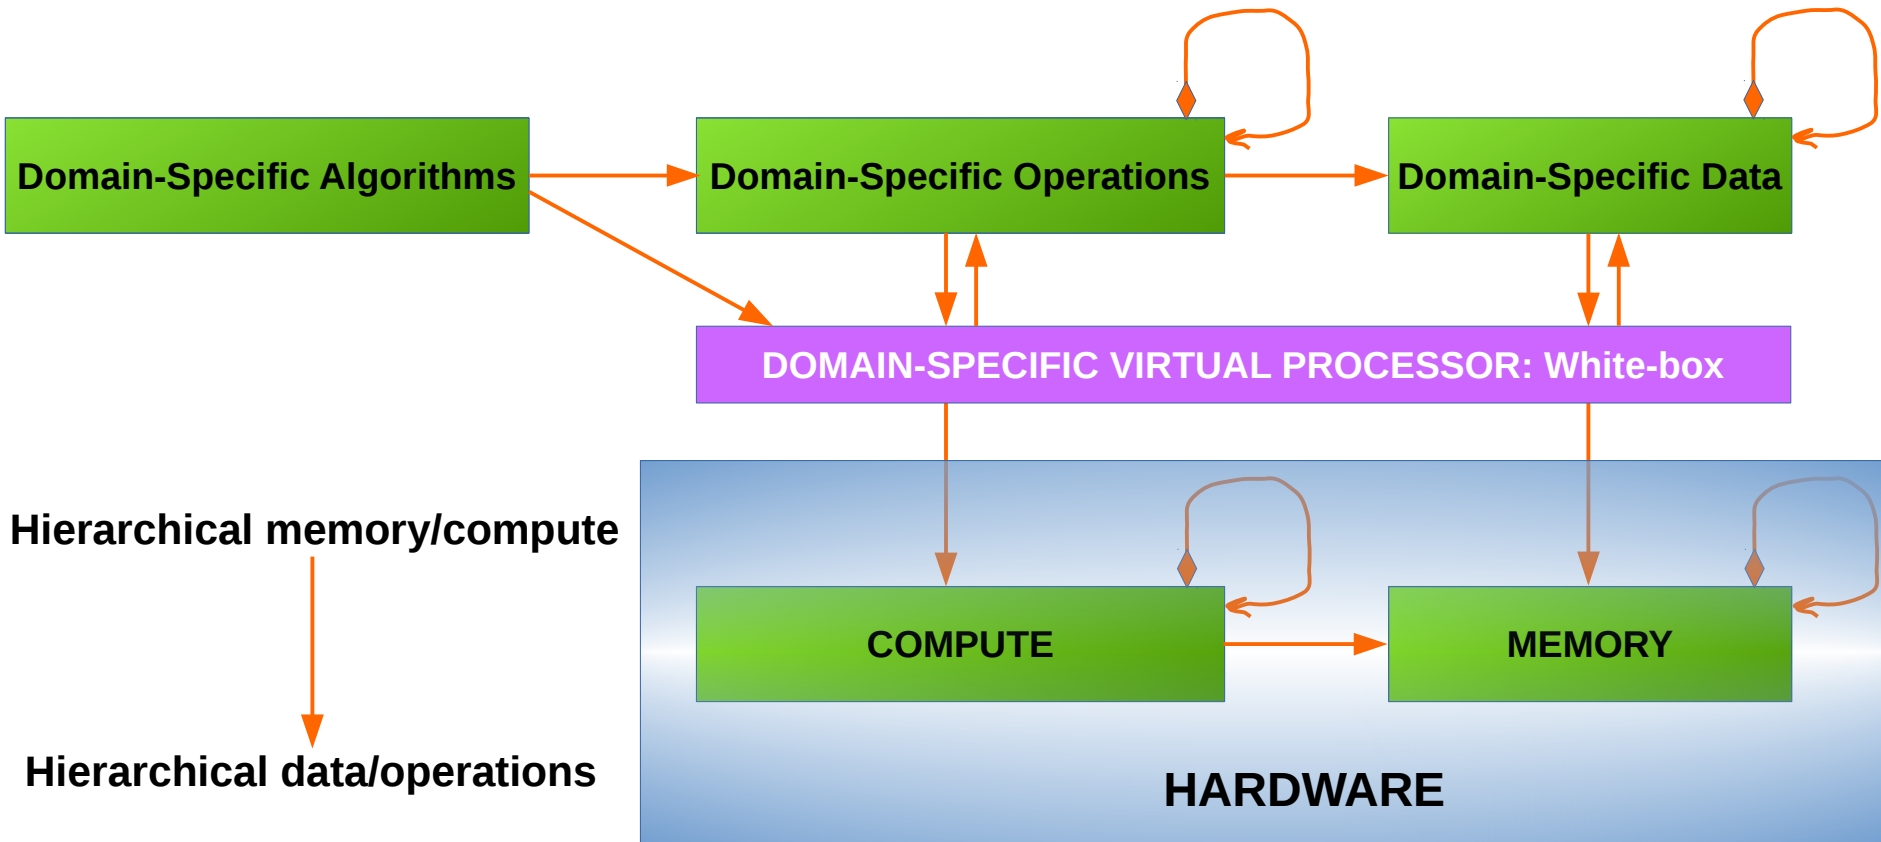 Domain-Specific Algorithms
Domain-Specific Operations
Domain-Specific Data
DOMAIN-SPECIFIC VIRTUAL PROCESSOR: White-box
Hierarchical memory/compute
COMPUTE
MEMORY
Hierarchical data/operations
HARDWARE